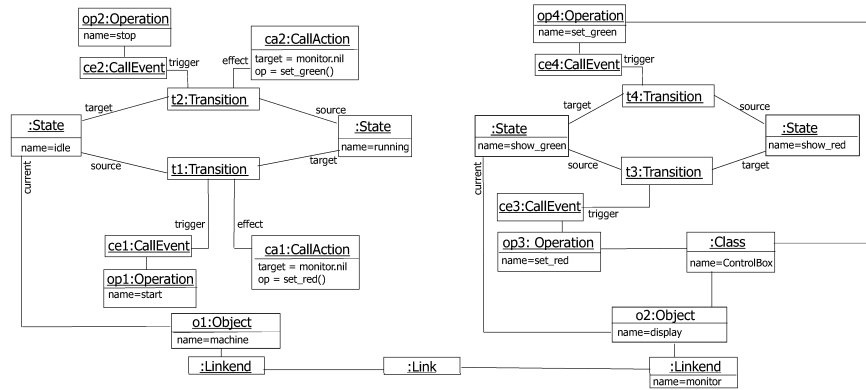 op2:Operation
name=stop
ce2:CallEvent
trigger
effect
ca2:CallAction
target = monitor.nil
op = set_green()
t2:Transition
target
source
:State
name=idle
:State
name=running
source
target
t1:Transition
current
trigger
effect
ce1:CallEvent
op1:Operation
name=start
ca1:CallAction
target = monitor.nil
op = set_red()
o1:Object
name=machine
:Linkend
:Link
op4:Operation
name=set_green
ce4:CallEvent
trigger
t4:Transition
target
source
:State
name=show_green
:State
name=show_red
source
target
t3:Transition
current
ce3:CallEvent
trigger
op3: Operation
name=set_red
:Class
name=ControlBox
o2:Object
name=display
:Linkend
name=monitor